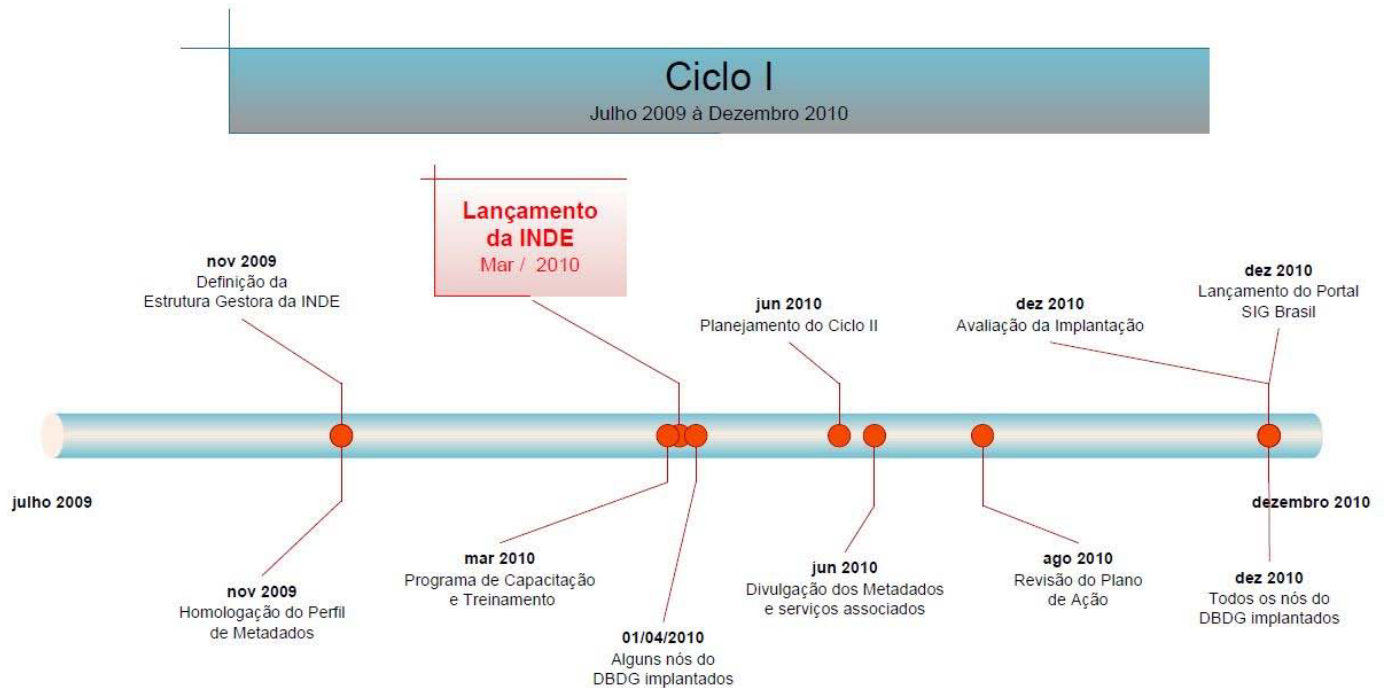 Ciclo I
Julho 2009 à Dezembro 2010
Lançamento
da INDE
Mar / 2010
nov 2009
Definição da
Estrutura Gestora da INDE
jun 2010
Planejamento do Ciclo II
dez 2010
Avaliação da Implantação
dez 2010
Lançamento do Portal
SIG Brasil
julho 2009
dezembro 2010
nov 2009
Homologação do Perfil
de Metadados
mar 2010
Programa de Capacitação
e Treinamento
01/04/2010
Alguns nós do
DBDG implantados
jun 2010
Divulgação dos Metadados
e serviços associados
ago 2010
Revisão do Plano
de Ação
dez 2010
Todos os nós do
DBDG implantados